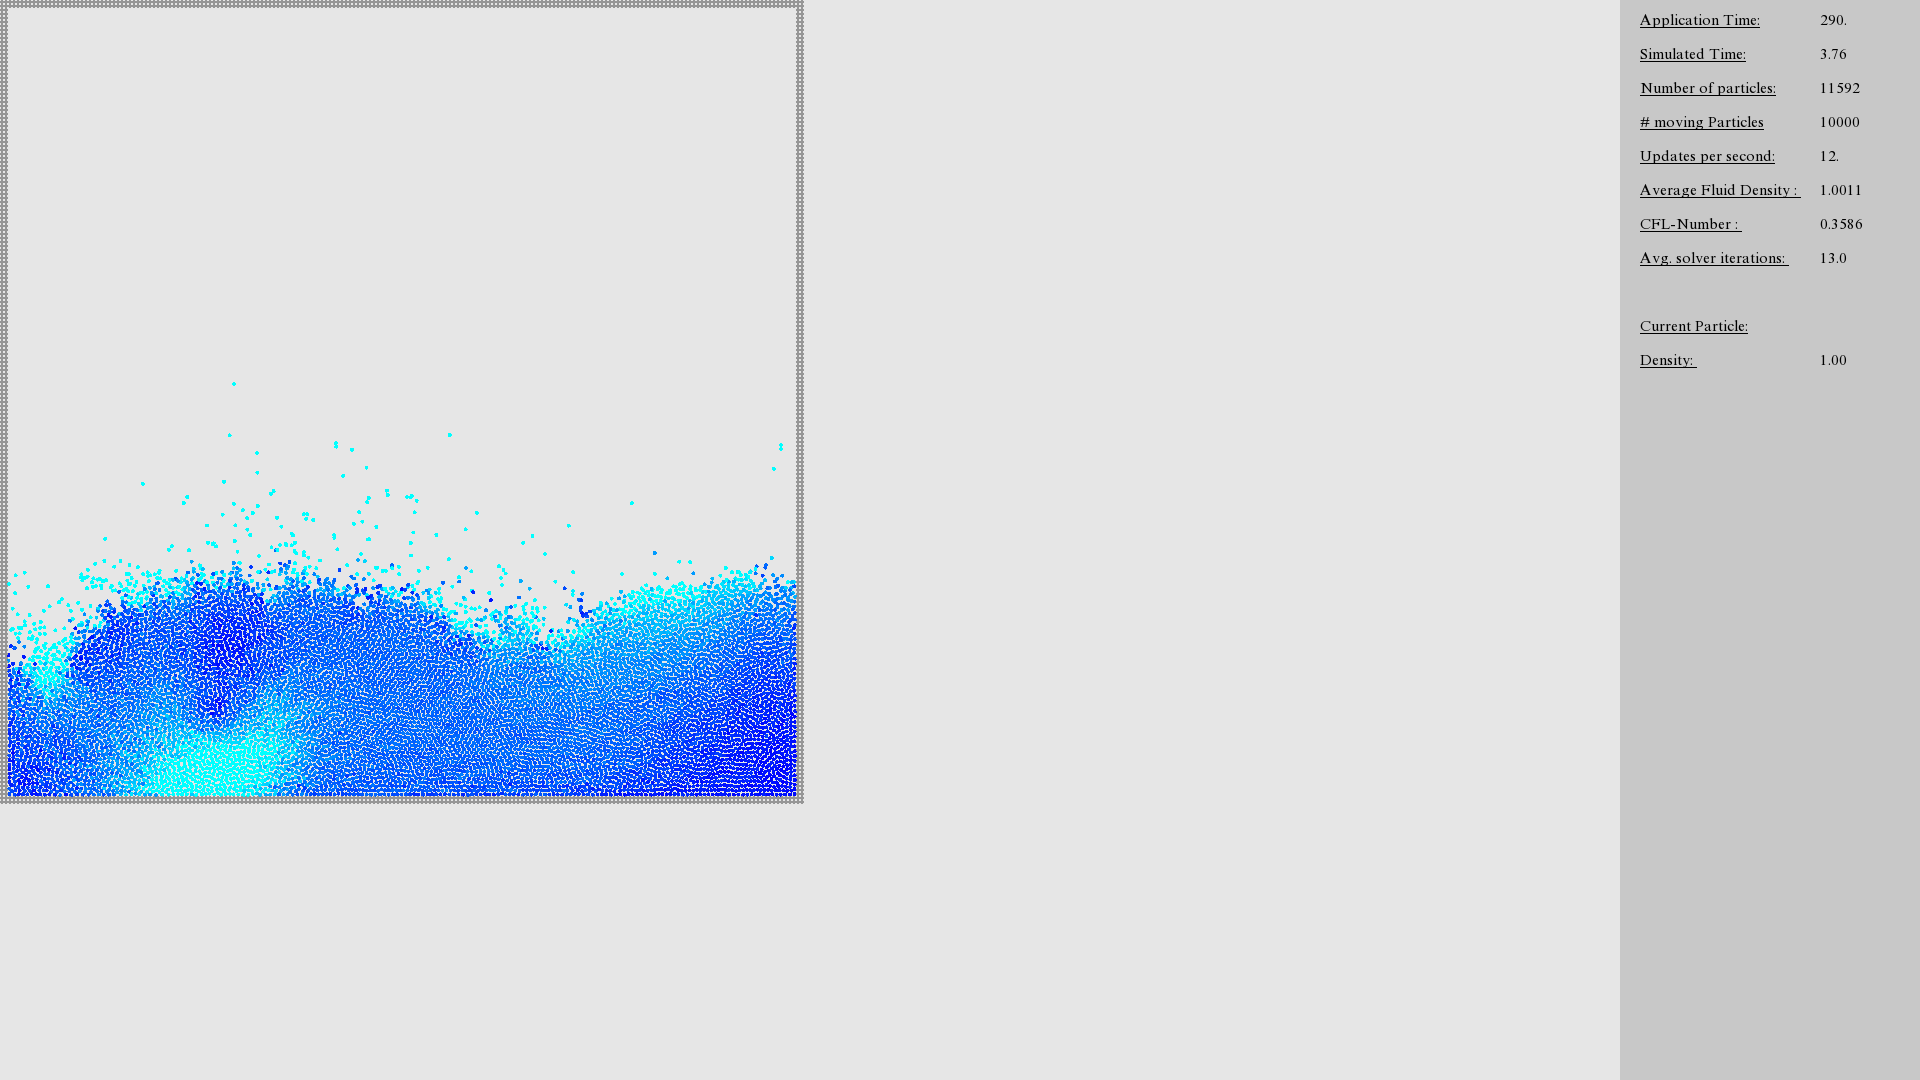 Application Time: 290.
Simulated Time: 3.76
Number of particles: 11592
# moving Particles 10000
Updates per second: 12.
Average Fluid Density : 1.0011
CFL-Number : 0.3586
Avg. solver iterations: 13.0
Current Particle:
Density: 1.00